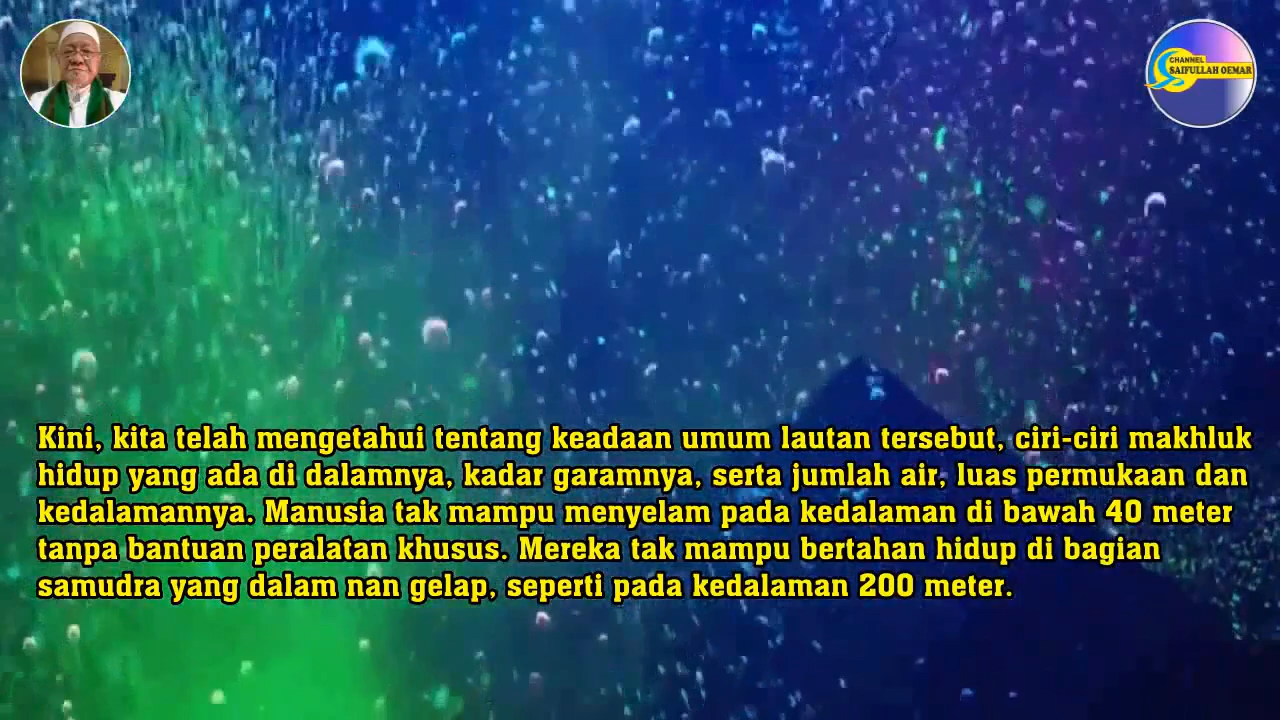 CHANNEL
SAIFULLAH OEMAR
Kini, kita telah mengetahui tentang keadaan umum lautan tersebut, ciri-ciri makhluk
hidup yang ada di dalamnya, kadar garamnya, serta jumlah air, luas permukaan dan
kedalamannya. Manusia tak mampu menyelam pada kedalaman di bawah 40 meter
tanpa bantuan peralatan khusus. Mereka tak mampu bertahan hidup di bagian
samudra yang dalam nan gelap, seperti pada kedalaman 200 meter.